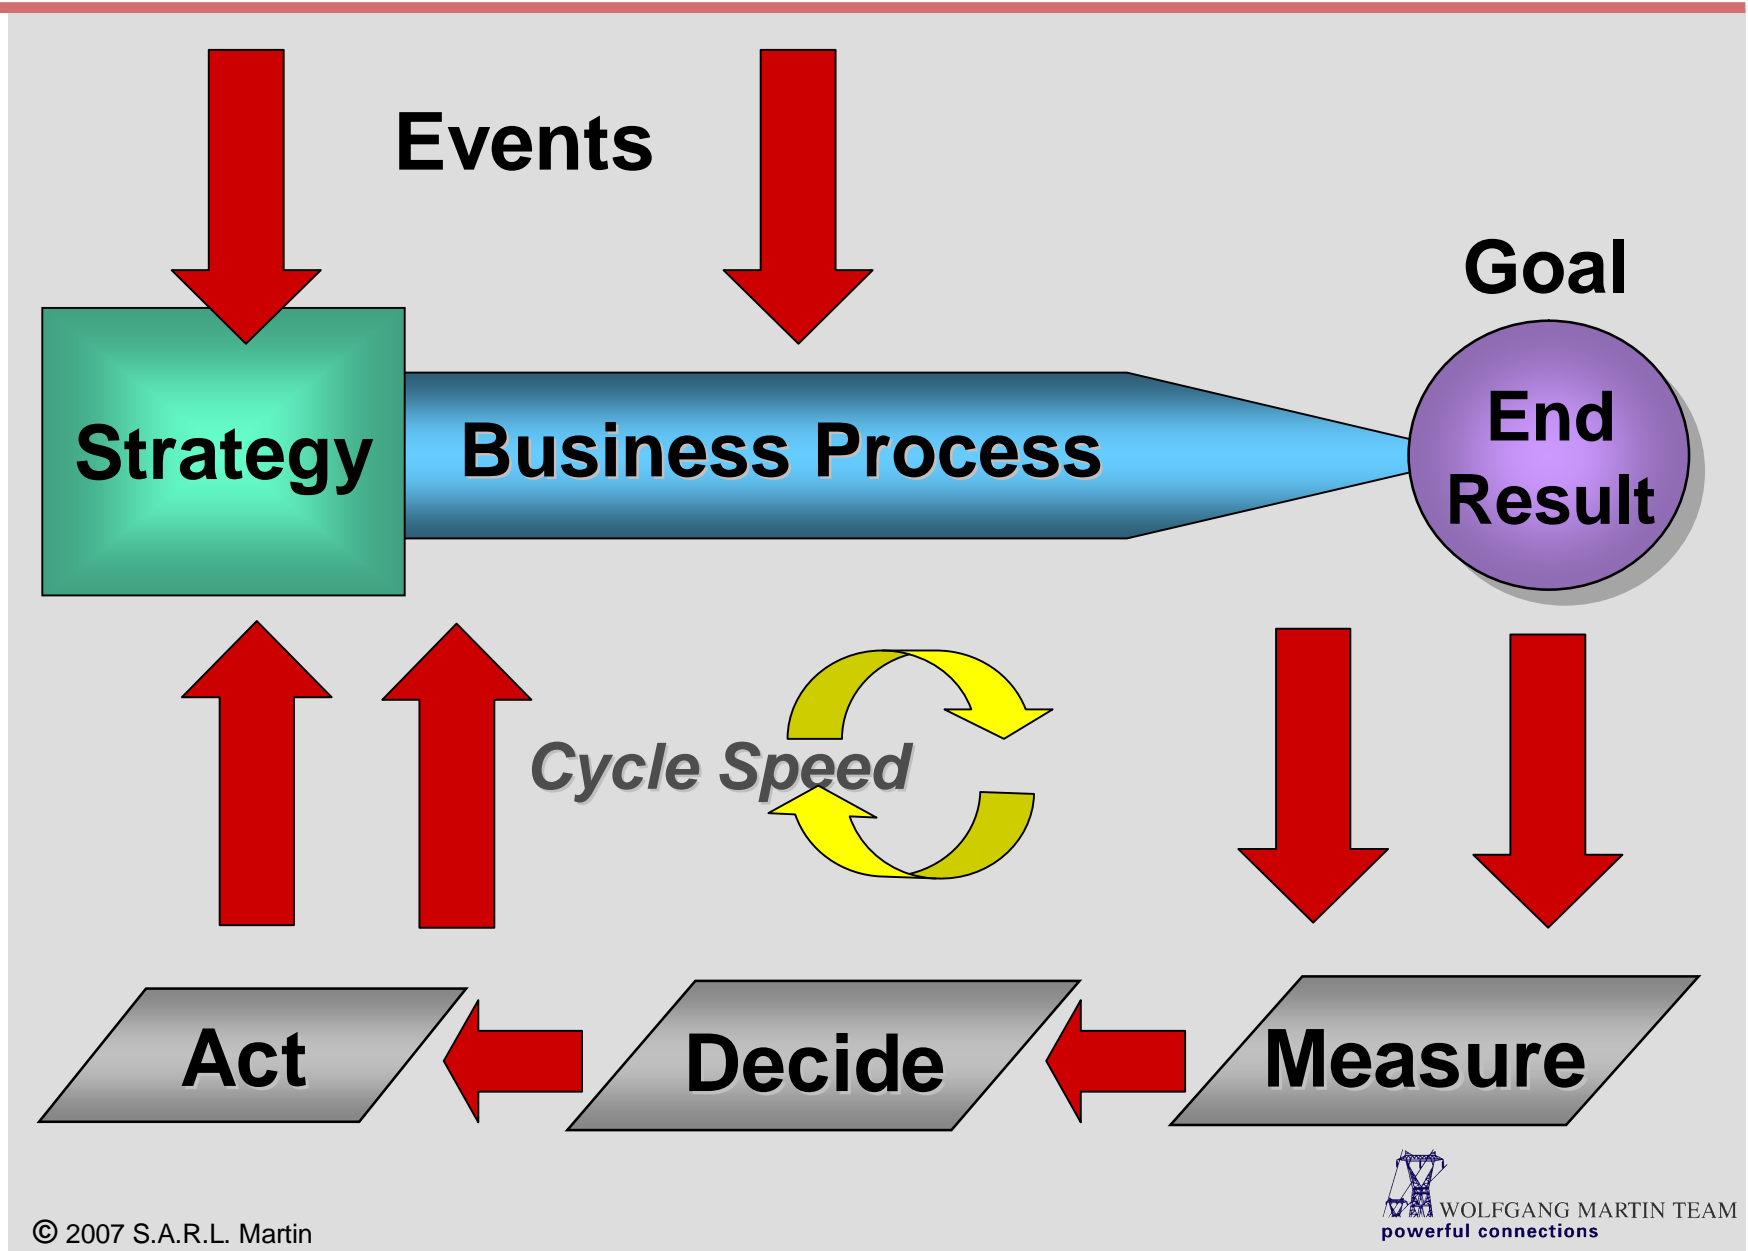 Events
Goal
Strategy
Business Process
End
Result
Cycle Speed
Act
Decide
Measure
WOLFGANG MARTIN TEAM
powerful connections
© 2007 S.A.R.L. Martin